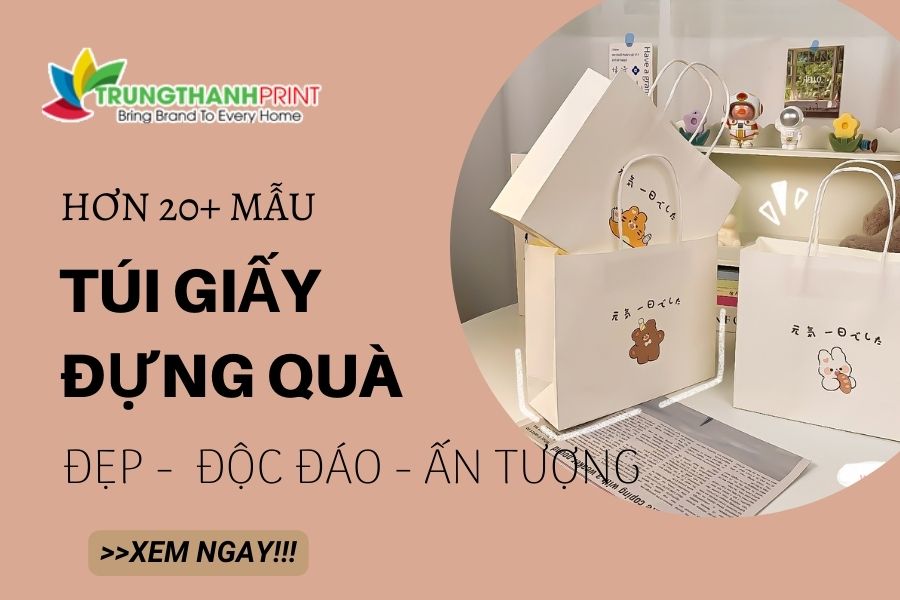 TRUNGTHANHPRINT
Bring Brand To Every Home
HƠN 20+ MẪU
TÚI GIẤY
ĐỰNG QUÀ
ĐẸP - ĐỘC ĐÁO - ẤN TƯỢNG
>>XEM NGAY!!!
Have a
HELLO
元気 一日でした
元気 一日でした
元気 一日でした